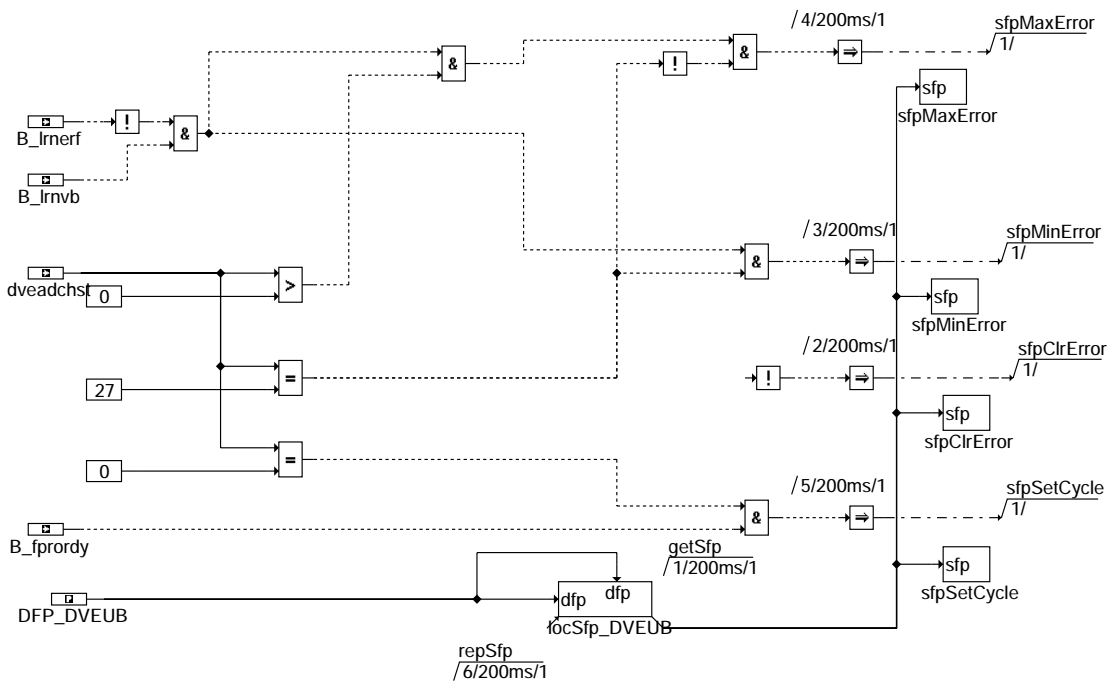 /4/200ms/1
sfpMaxError
1/
&
!
&
⇒
sfp
sfpMaxError
B_lrnerf
!
&
B_lrnvb
/3/200ms/1
sfpMinError
1/
&
⇒
dveadchst
0
>
sfp
sfpMinError
/2/200ms/1
sfpClrError
1/
!
⇒
27
=
sfp
sfpClrError
0
=
/5/200ms/1
sfpSetCycle
1/
&
⇒
B_fprordy
getSfp
/1/200ms/1
sfp
sfpSetCycle
DFP_DVEUB
dfp
dfp
locSfp_DVEUB
repSfp
/6/200ms/1